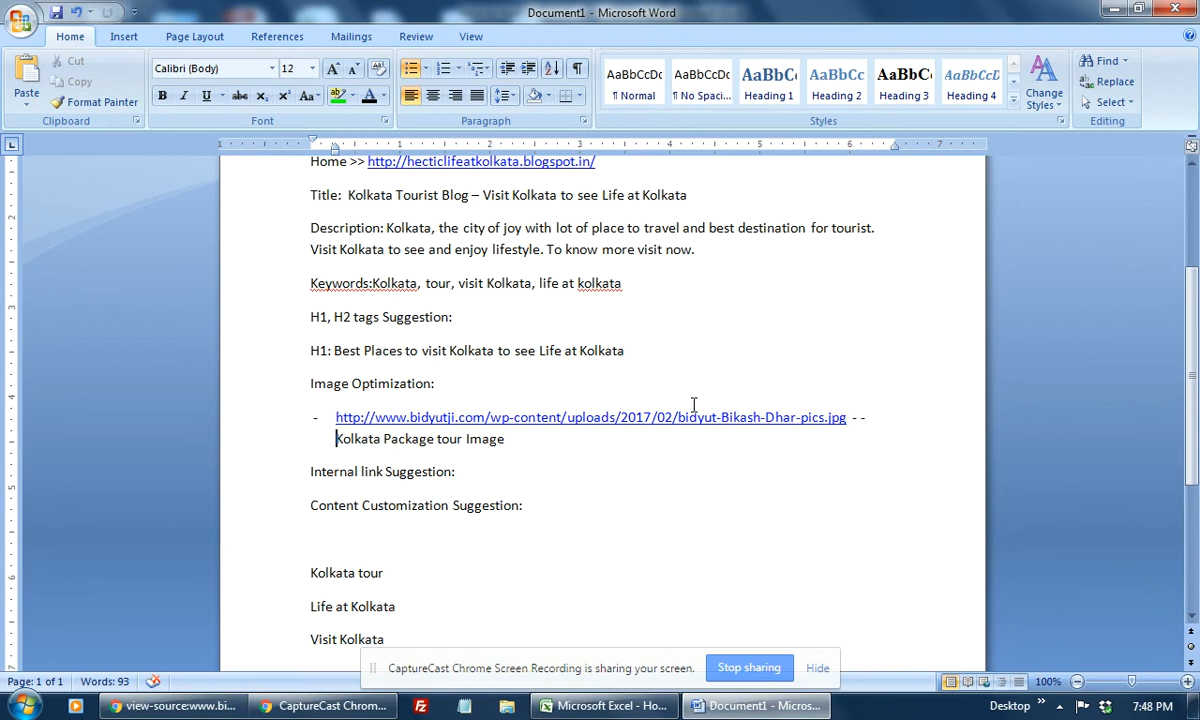 Document1 - Microsoft Word
Home Insert Page Layout References Mailings Review View
Paste
Cut
Copy
Format Painter
Clipboard
Calibri (Body) 12
Font
Paragraph
AaBbCcDc AaBbCcDc AaBbC AaBbCc AaBbCc AaBbCcD
¶ Normal ¶ No Spaci... Heading 1 Heading 2 Heading 3 Heading 4
Change Styles
Styles
Find
Replace
Select
Editing
1 1 2 3 4 5 6 7
Home >> http://hecticlifeatkolkata.blogspot.in/
Title: Kolkata Tourist Blog – Visit Kolkata to see Life at Kolkata
Description: Kolkata, the city of joy with lot of place to travel and best destination for tourist.
Visit Kolkata to see and enjoy lifestyle. To know more visit now.
Keywords:Kolkata, tour, visit Kolkata, life at kolkata
H1, H2 tags Suggestion:
H1: Best Places to visit Kolkata to see Life at Kolkata
Image Optimization:
- http://www.bidyutji.com/wp-content/uploads/2017/02/bidyut-Bikash-Dhar-pics.jpg - -
Kolkata Package tour Image
Internal link Suggestion:
Content Customization Suggestion:
Kolkata tour
Life at Kolkata
Visit Kolkata
CaptureCast Chrome Screen Recording is sharing your screen. Stop sharing Hide
Page: 1 of 1 Words: 93 100%
view-source:www.bi... CaptureCast Chrom... Microsoft Excel - Ho... Document1 - Micros... Desktop 7:48 PM